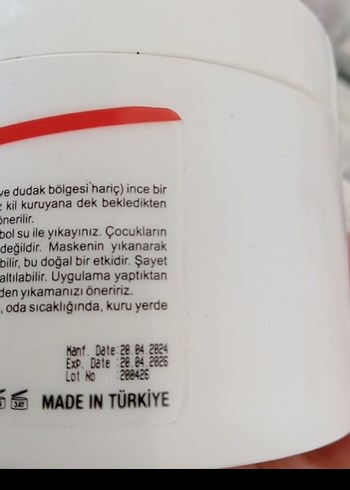 ve dudak bölgesi hariç) ince bir
z kil kuruyana dek bekledikten
önerilir.
bol su ile yıkayınız. Çocukların
değildir. Maskenin yıkanarak
bilir, bu doğal bir etkidir. Şayet
altılabilir. Uygulama yaptıktan
den yıkamanızı öneririz.
, oda sıcaklığında, kuru yerde
Manf. Date:20.04.2024
Exp. Date :20.04.2026
Lot No :200426
MADE IN TÜRKİYE